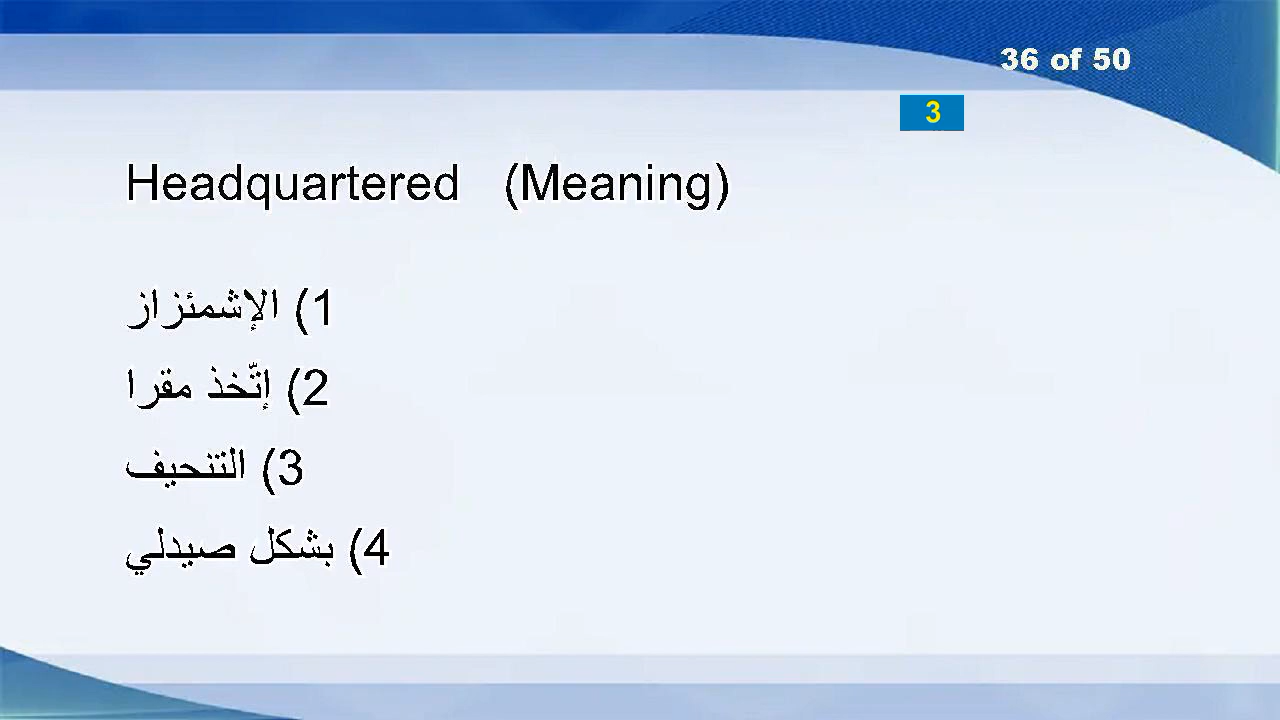 36 of 50
3
Headquartered (Meaning)
1) الإشمئزاز
2) إتّخذ مقرا
3) التنحيف
4) بشكل صيدلي